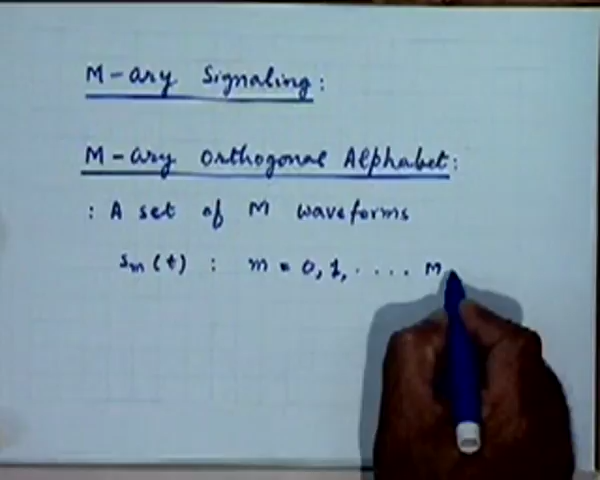 M-ary Signaling:
M-ary Orthogonal Alphabet:
: A set of M waveforms
sₘ(t) : m = 0, 1, .... M